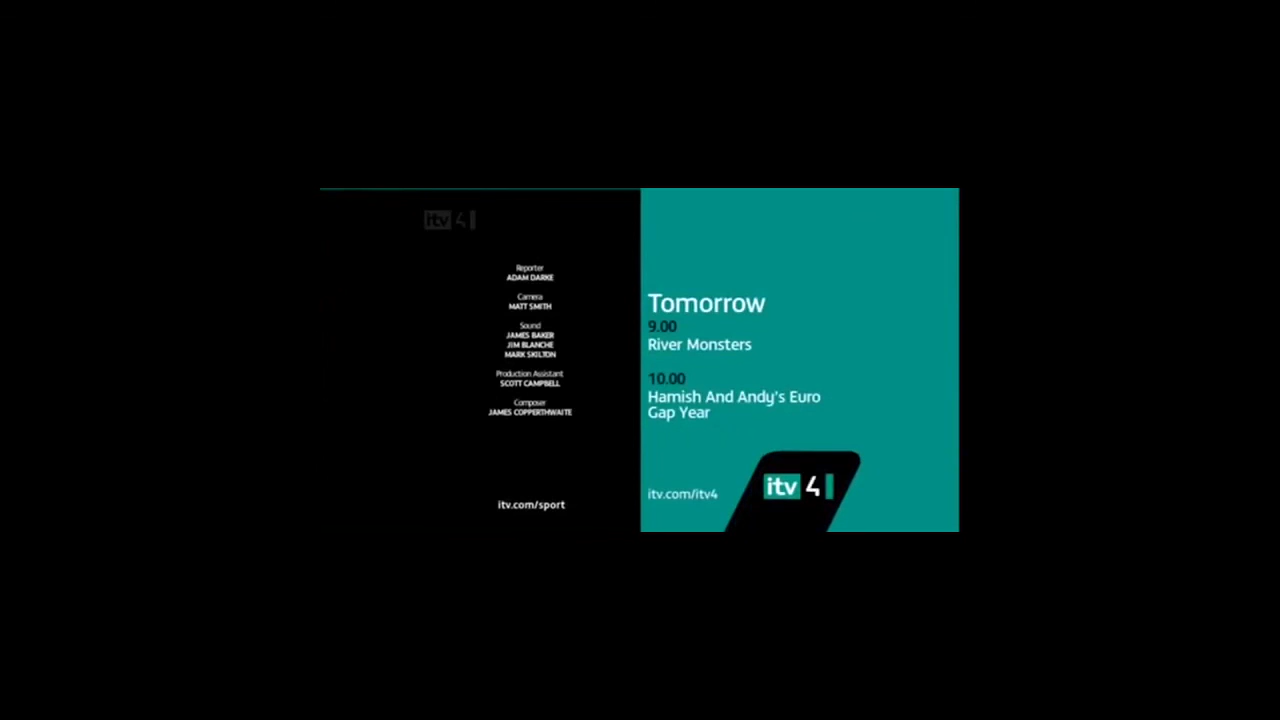 itv 4
Reporter
ADAM DARKE
Camera
MATT SMITH
Sound
JAMES BAKER
JIM BLANCHE
MARK SKILTON
Production Assistant
SCOTT CAMPBELL
Composer
JAMES COPPERTHWAITE
itv.com/sport
Tomorrow
9.00
River Monsters
10.00
Hamish And Andy's Euro
Gap Year
itv.com/itv4
itv 4